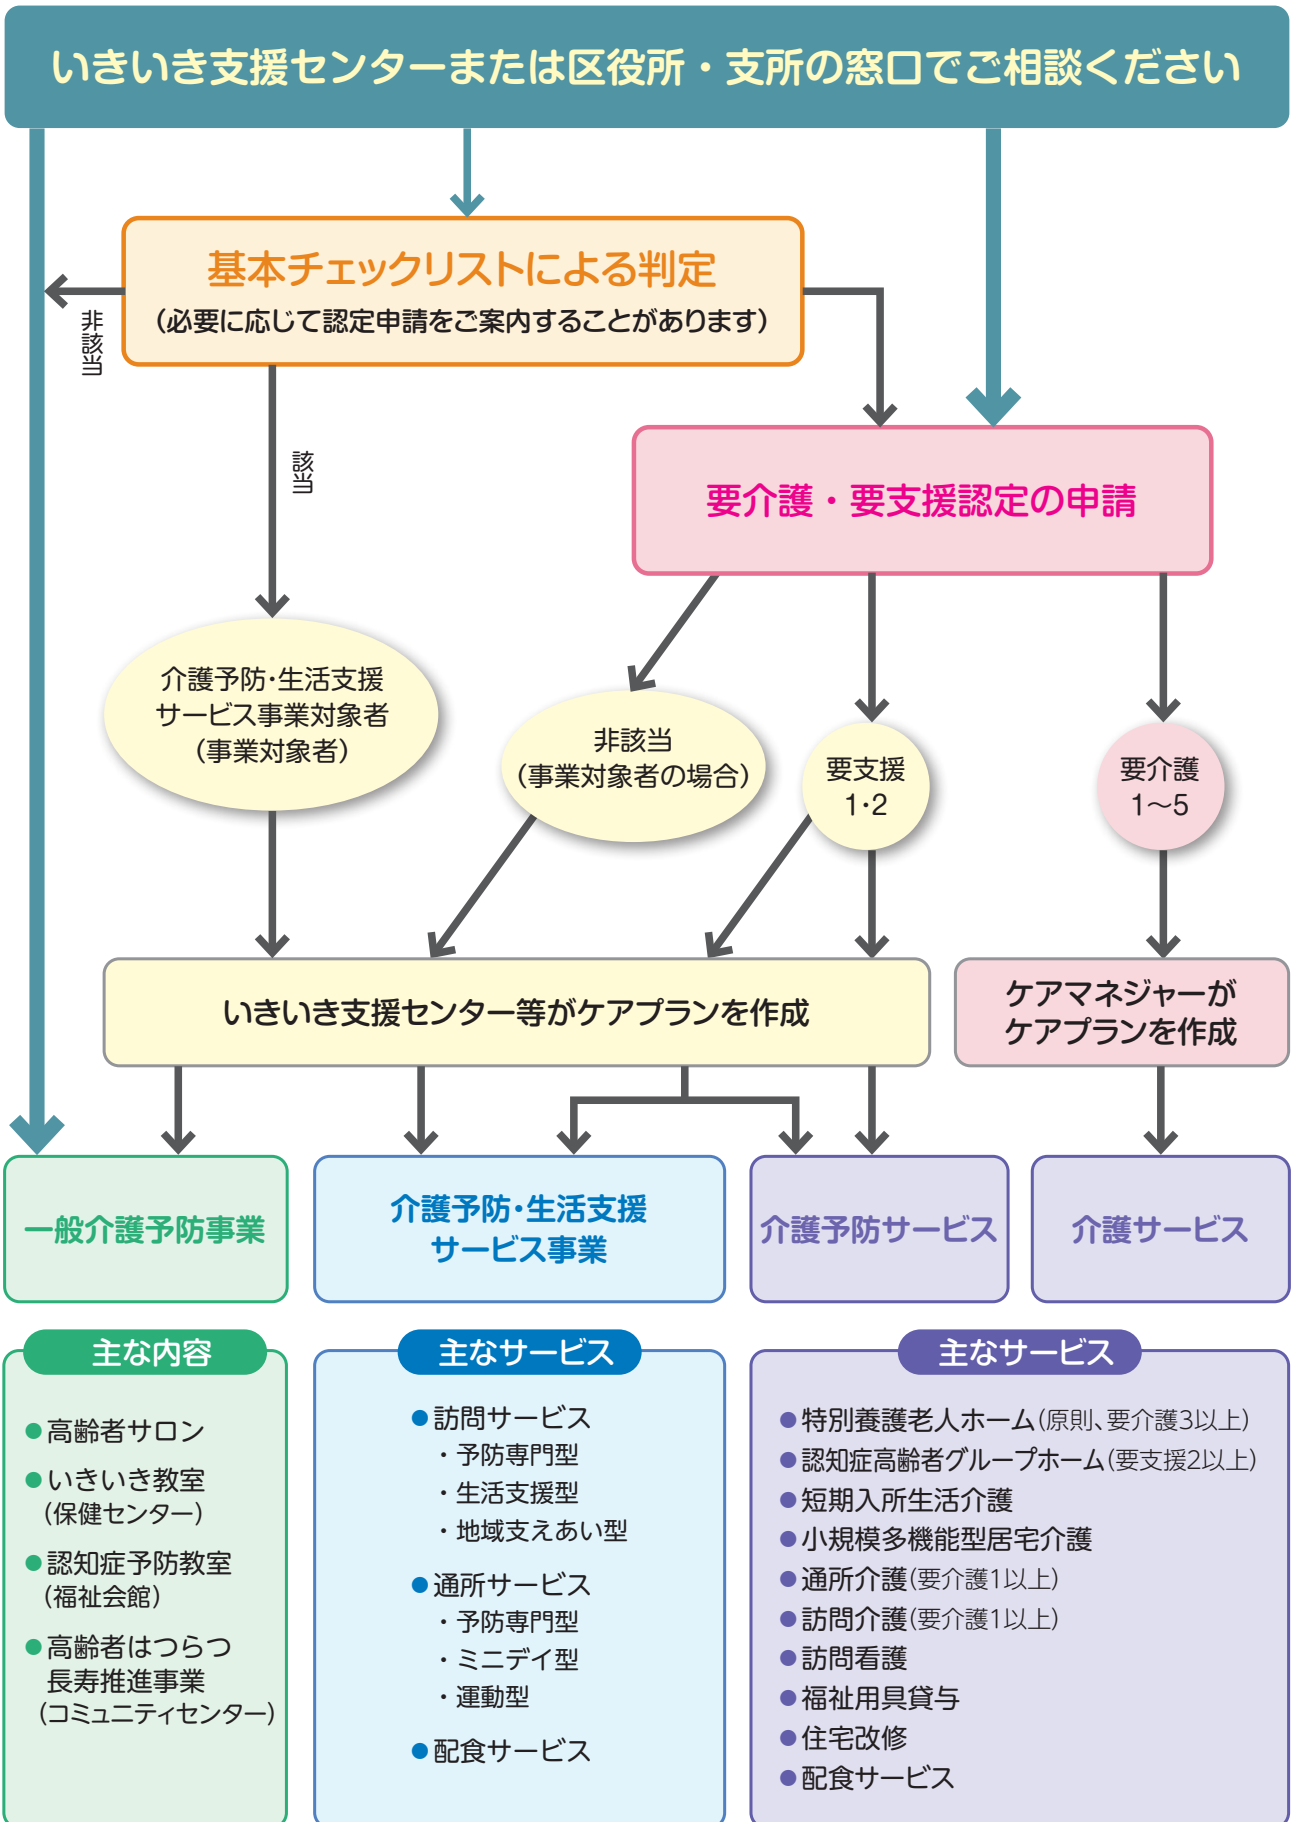 いきいき支援センターまたは区役所・支所の窓口でご相談ください
基本チェックリストによる判定
(必要に応じて認定申請をご案内することがあります)
非該当
該当
要介護・要支援認定の申請
介護予防・生活支援
サービス事業対象者
(事業対象者)
非該当
(事業対象者の場合)
要支援
1・2
要介護
1〜5
いきいき支援センター等がケアプランを作成
ケアマネジャーが
ケアプランを作成
一般介護予防事業
介護予防・生活支援
サービス事業
介護予防サービス
介護サービス
主な内容
●高齢者サロン
●いきいき教室
(保健センター)
●認知症予防教室
(福祉会館)
●高齢者はつらつ
長寿推進事業
(コミュニティセンター)
主なサービス
●訪問サービス
・予防専門型
・生活支援型
・地域支えあい型
●通所サービス
・予防専門型
・ミニデイ型
・運動型
●配食サービス
主なサービス
●特別養護老人ホーム(原則、要介護3以上)
●認知症高齢者グループホーム(要支援2以上)
●短期入所生活介護
●小規模多機能型居宅介護
●通所介護(要介護1以上)
●訪問介護(要介護1以上)
●訪問看護
●福祉用具貸与
●住宅改修
●配食サービス